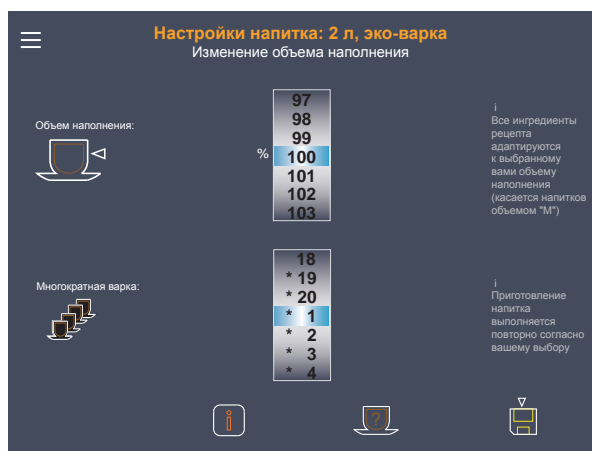 Настройки напитка: 2 л, эко-варка
Изменение объема наполнения
Объем наполнения:
%
97
98
99
100
101
102
103
i
Все ингредиенты
рецепта
адаптируются
к выбранному
вами объему
наполнения
(касается напитков
объемом "М")
Многократная варка:
18
* 19
* 20
* 1
* 2
* 3
* 4
i
Приготовление
напитка
выполняется
повторно согласно
вашему выбору
i
?